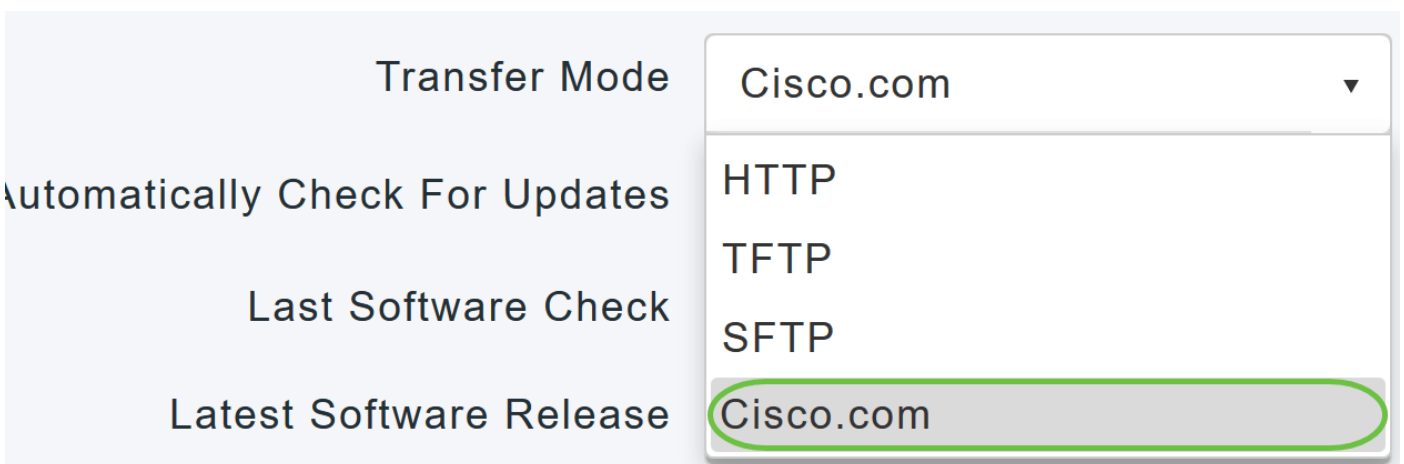 Transfer Mode
Cisco.com
HTTP
Automatically Check For Updates
TFTP
Last Software Check
SFTP
Latest Software Release
Cisco.com